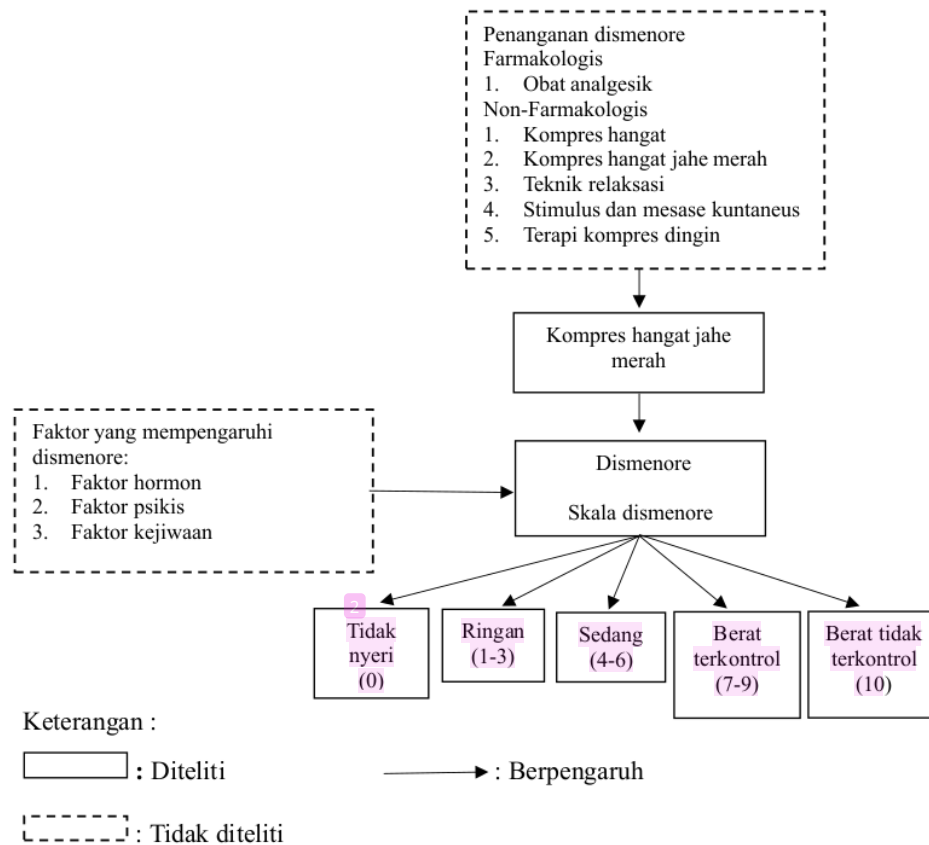 Penanganan dismenore
Farmakologis
1. Obat analgesik
Non-Farmakologis
1. Kompres hangat
2. Kompres hangat jahe merah
3. Teknik relaksasi
4. Stimulus dan mesase kuntaneus
5. Terapi kompres dingin
Kompres hangat jahe
merah
Faktor yang mempengaruhi
dismenore:
1. Faktor hormon
2. Faktor psikis
3. Faktor kejiwaan
Dismenore
Skala dismenore
2
Tidak
nyeri
(0)
Ringan
(1-3)
Sedang
(4-6)
Berat
terkontrol
(7-9)
Berat tidak
terkontrol
(10)
Keterangan :
: Diteliti
: Berpengaruh
: Tidak diteliti